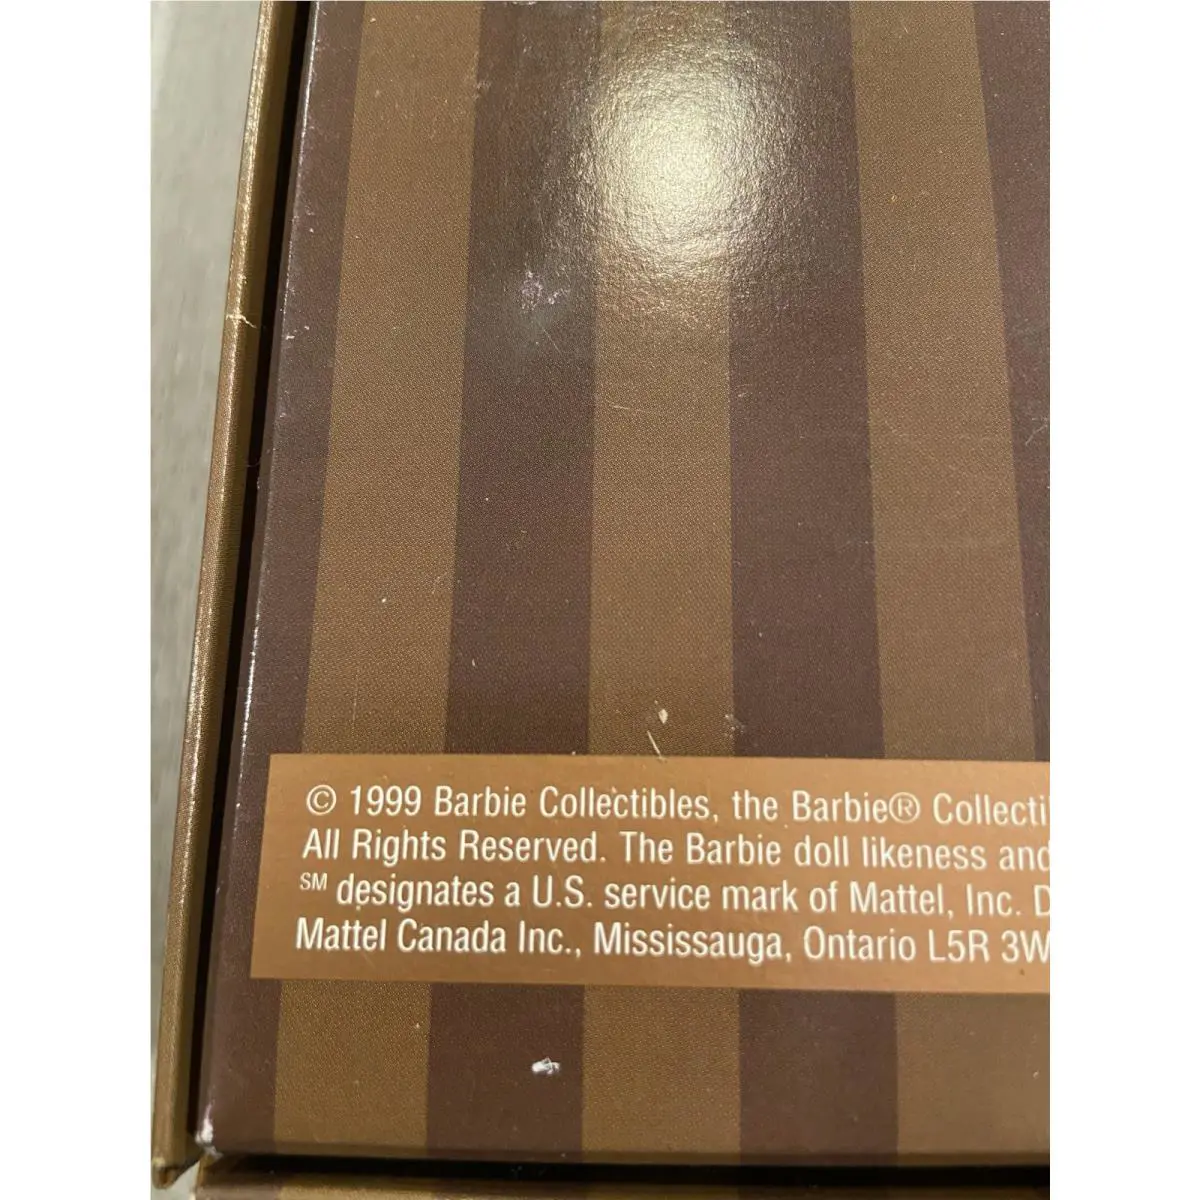 © 1999 Barbie Collectibles, the Barbie® Collecti
All Rights Reserved. The Barbie doll likeness and
SM designates a U.S. service mark of Mattel, Inc. D
Mattel Canada Inc., Mississauga, Ontario L5R 3W